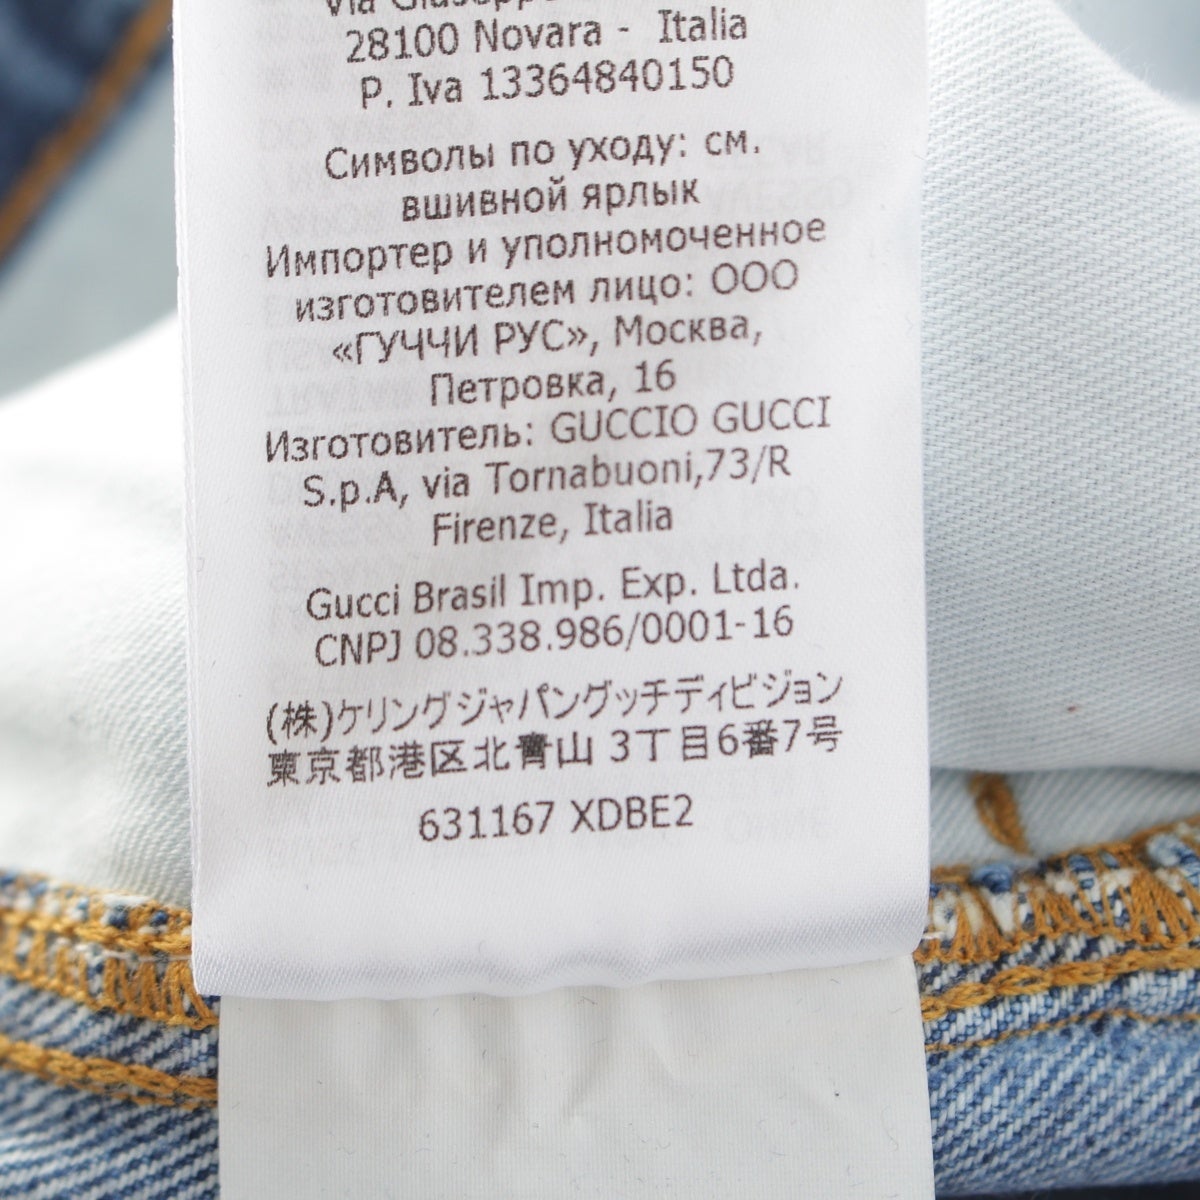 via Giuseppe
28100 Novara - Italia
P. Iva 13364840150
Символы по уходу: см.
вшивной ярлык
Импортер и уполномоченное
изготовителем лицо: ООО
«ГУЧЧИ РУС», Москва,
Петровка, 16
Изготовитель: GUCCIO GUCCI
S.p.A, via Tornabuoni,73/R
Firenze, Italia
Gucci Brasil Imp. Exp. Ltda.
CNPJ 08.338.986/0001-16
(株)ケリングジャパングッチディビジョン
東京都港区北青山 3丁目6番7号
631167 XDBE2